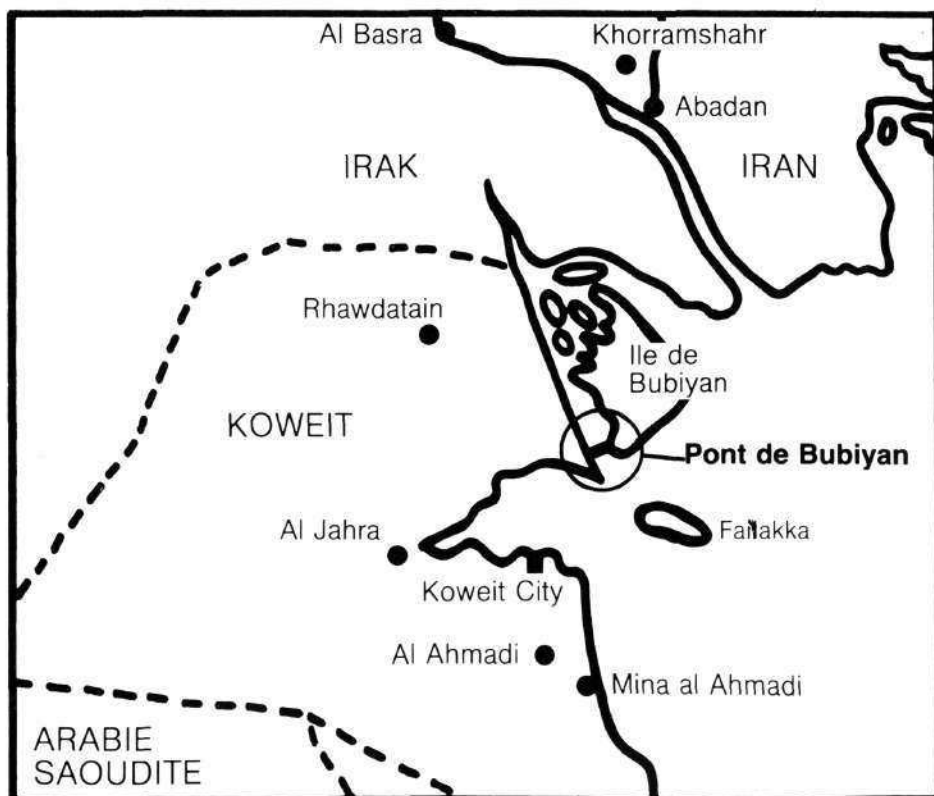 Al Basra
Khorramshahr
Abadan
IRAK
IRAN
Rhawdatain
Ile de
Bubiyan
KOWEIT
Pont de Bubiyan
Al Jahra
Failakka
Koweit City
Al Ahmadi
Mina al Ahmadi
ARABIE
SAOUDITE